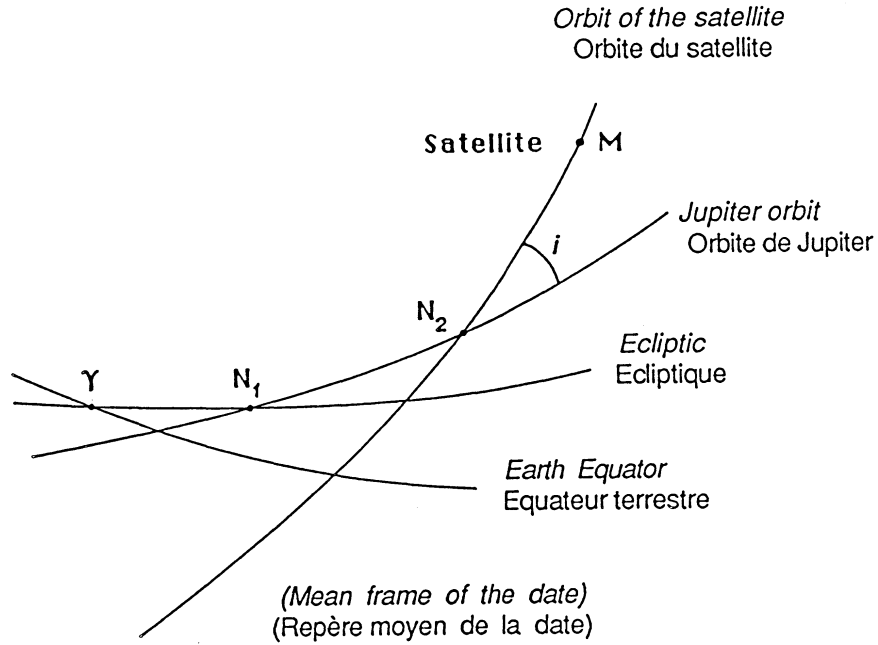 Orbit of the satellite
Orbite du satellite
Satellite M
Jupiter orbit
Orbite de Jupiter
i
N₂
Ecliptic
Ecliptique
γ
N₁
Earth Equator
Equateur terrestre
(Mean frame of the date)
(Repère moyen de la date)